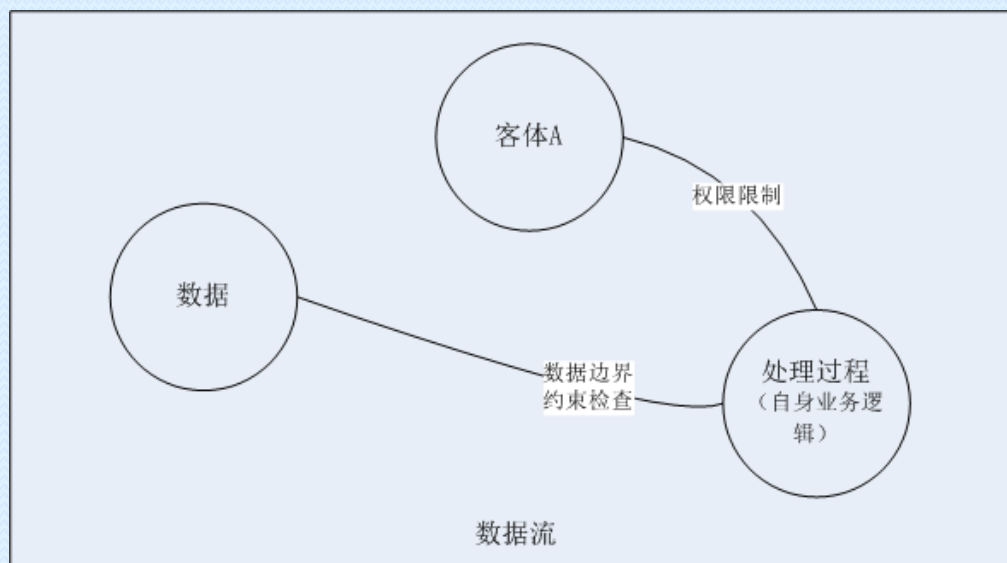 客体A
权限限制
数据
数据边界
约束检查
处理过程
（自身业务逻
辑）
数据流